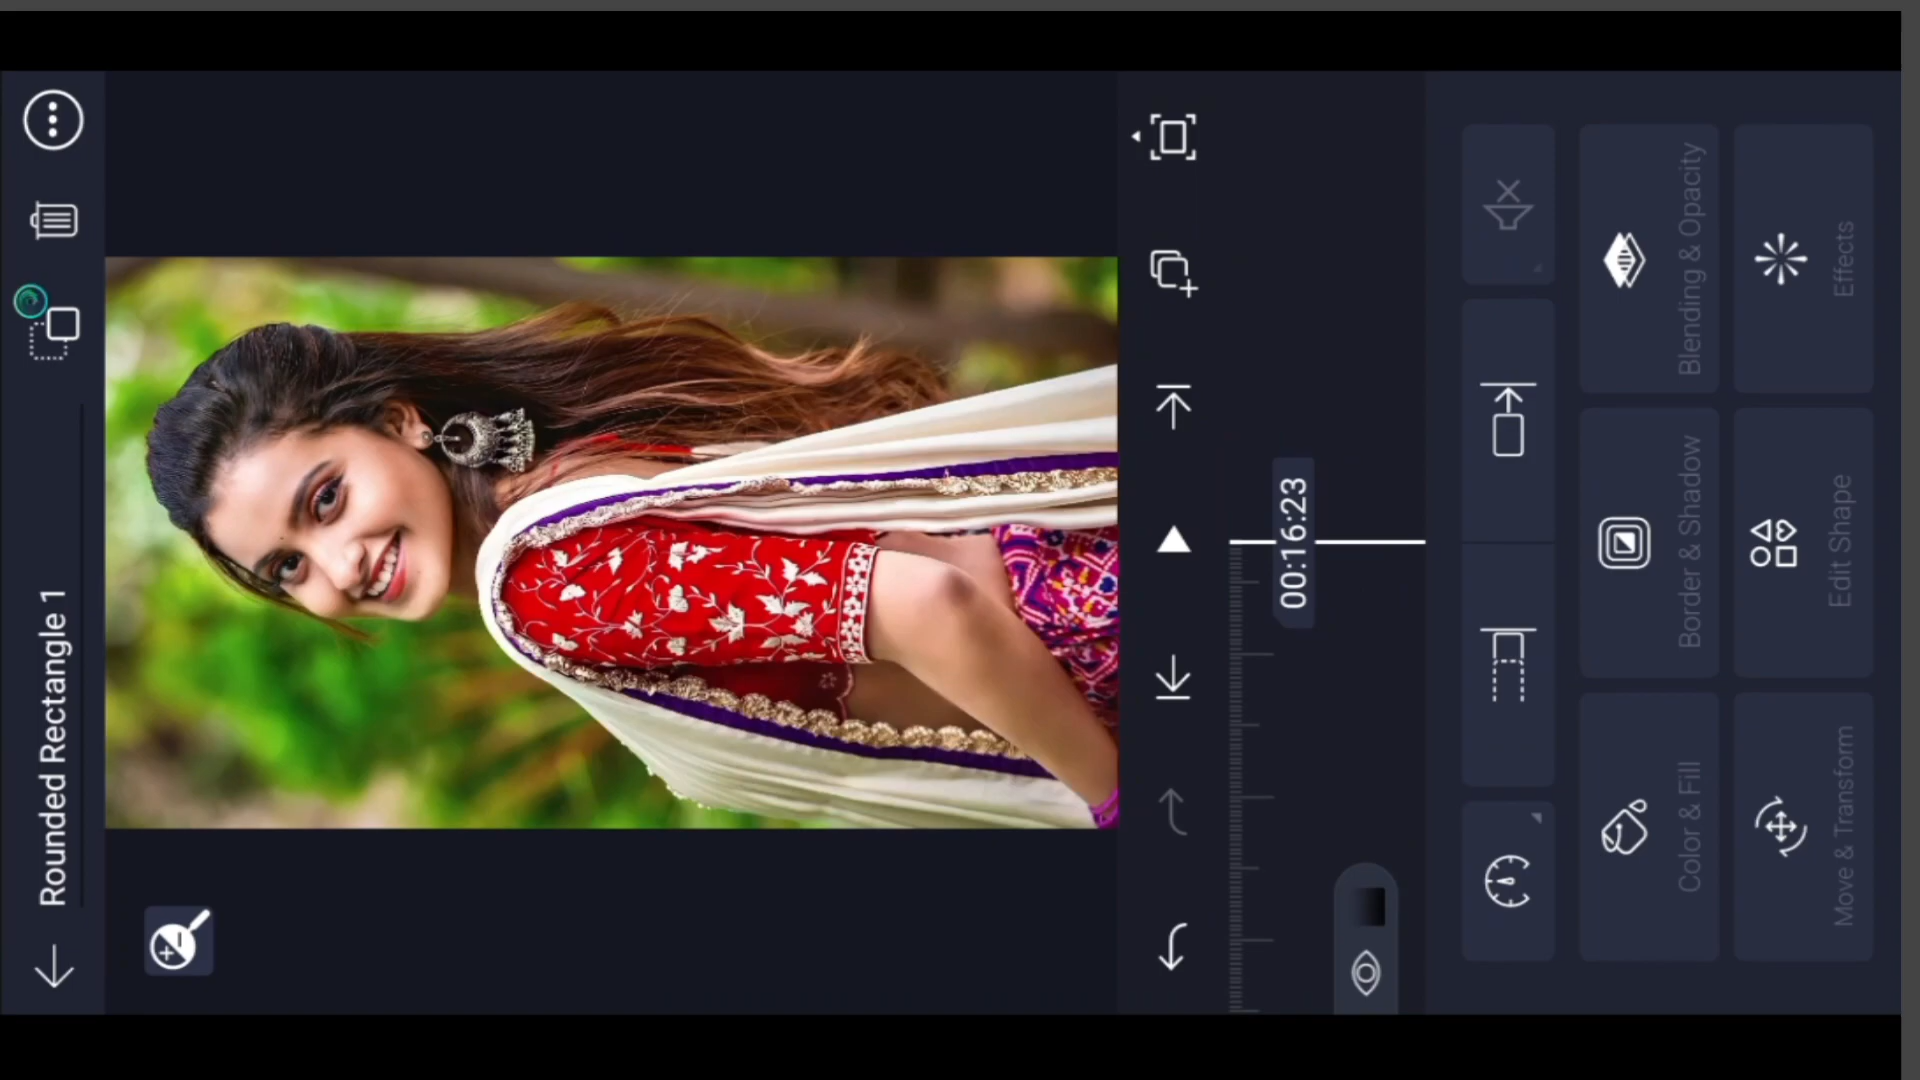 Rounded Rectangle 1
00:16:23
Color & Fill
Border & Shadow
Blending & Opacity
Move & Transform
Edit Shape
Effects